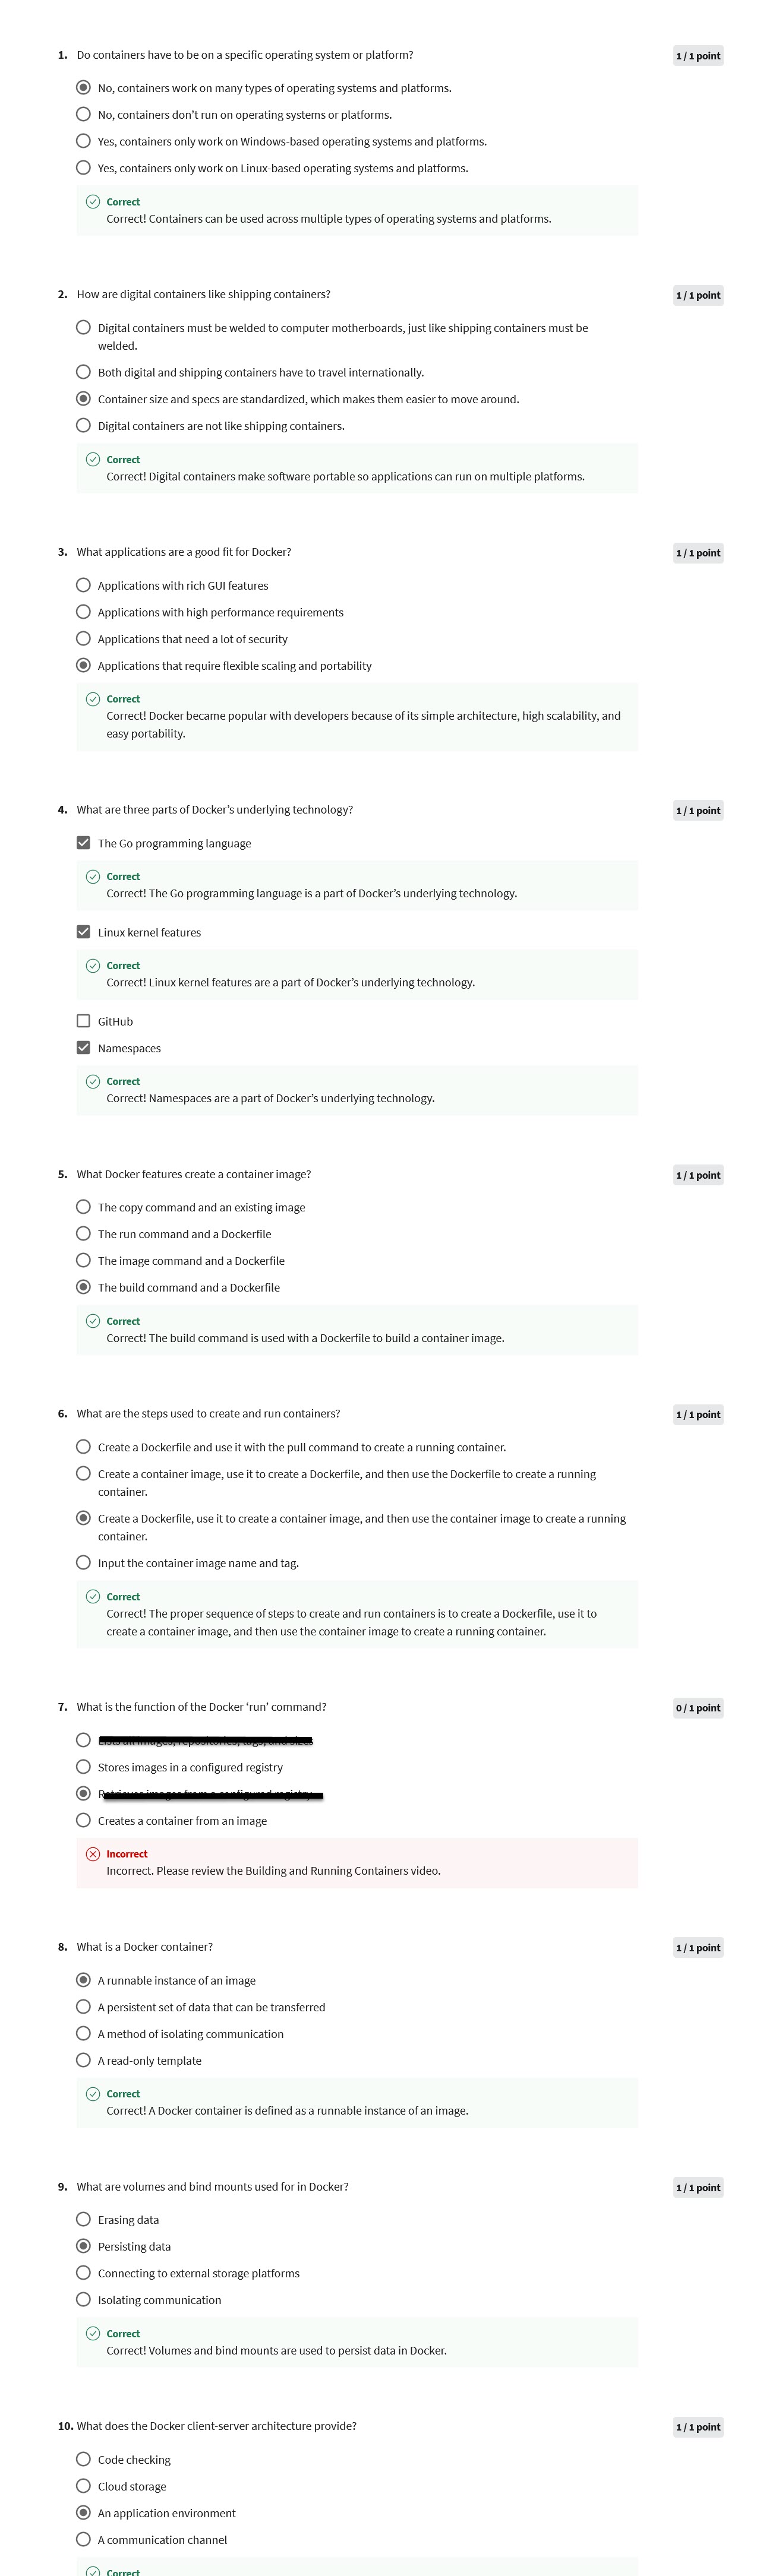 1. Do containers have to be on a specific operating system or platform?
1 / 1 point
No, containers work on many types of operating systems and platforms.
No, containers don't run on operating systems or platforms.
Yes, containers only work on Windows-based operating systems and platforms.
Yes, containers only work on Linux-based operating systems and platforms.
Correct
Correct! Containers can be used across multiple types of operating systems and platforms.
2. How are digital containers like shipping containers?
1 / 1 point
Digital containers must be welded to computer motherboards, just like shipping containers must be
welded.
Both digital and shipping containers have to travel internationally.
Container size and specs are standardized, which makes them easier to move around.
Digital containers are not like shipping containers.
Correct
Correct! Digital containers make software portable so applications can run on multiple platforms.
3. What applications are a good fit for Docker?
1 / 1 point
Applications with rich GUI features
Applications with high performance requirements
Applications that need a lot of security
Applications that require flexible scaling and portability
Correct
Correct! Docker became popular with developers because of its simple architecture, high scalability, and
easy portability.
4. What are three parts of Docker's underlying technology?
1 / 1 point
The Go programming language
Correct
Correct! The Go programming language is a part of Docker's underlying technology.
Linux kernel features
Correct
Correct! Linux kernel features are a part of Docker's underlying technology.
GitHub
Namespaces
Correct
Correct! Namespaces are a part of Docker's underlying technology.
5. What Docker features create a container image?
1 / 1 point
The copy command and an existing image
The run command and a Dockerfile
The image command and a Dockerfile
The build command and a Dockerfile
Correct
Correct! The build command is used with a Dockerfile to build a container image.
6. What are the steps used to create and run containers?
1 / 1 point
Create a Dockerfile and use it with the pull command to create a running container.
Create a container image, use it to create a Dockerfile, and then use the Dockerfile to create a running
container.
Create a Dockerfile, use it to create a container image, and then use the container image to create a running
container.
Input the container image name and tag.
Correct
Correct! The proper sequence of steps to create and run containers is to create a Dockerfile, use it to
create a container image, and then use the container image to create a running container.
7. What is the function of the Docker ‘run’ command?
0 / 1 point
Stores images in a configured registry
Creates a container from an image
Incorrect
Incorrect. Please review the Building and Running Containers video.
8. What is a Docker container?
1 / 1 point
A runnable instance of an image
A persistent set of data that can be transferred
A method of isolating communication
A read-only template
Correct
Correct! A Docker container is defined as a runnable instance of an image.
9. What are volumes and bind mounts used for in Docker?
1 / 1 point
Erasing data
Persisting data
Connecting to external storage platforms
Isolating communication
Correct
Correct! Volumes and bind mounts are used to persist data in Docker.
10. What does the Docker client-server architecture provide?
1 / 1 point
Code checking
Cloud storage
An application environment
A communication channel
Correct